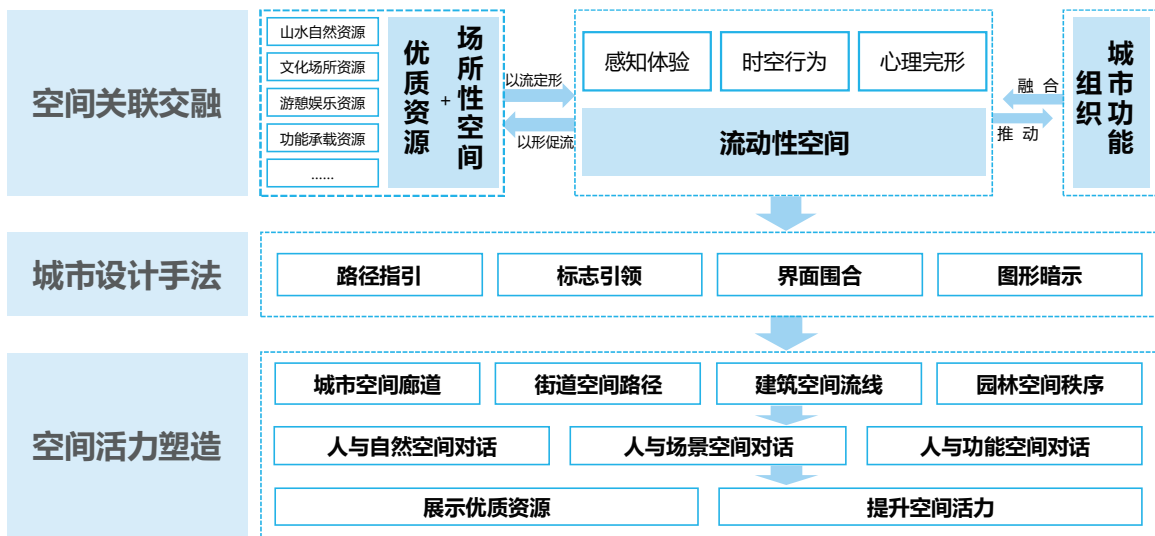 空间关联交融
山水自然资源
文化场所资源
游憩娱乐资源
功能承载资源
......
优质资源
+
场所性空间
以流定形
以形促流
感知体验
时空行为
心理完形
流动性空间
融合
推动
城市功能
组织
城市设计手法
路径指引
标志引领
界面围合
图形暗示
空间活力塑造
城市空间廊道
街道空间路径
建筑空间流线
园林空间秩序
人与自然空间对话
人与场景空间对话
人与功能空间对话
展示优质资源
提升空间活力